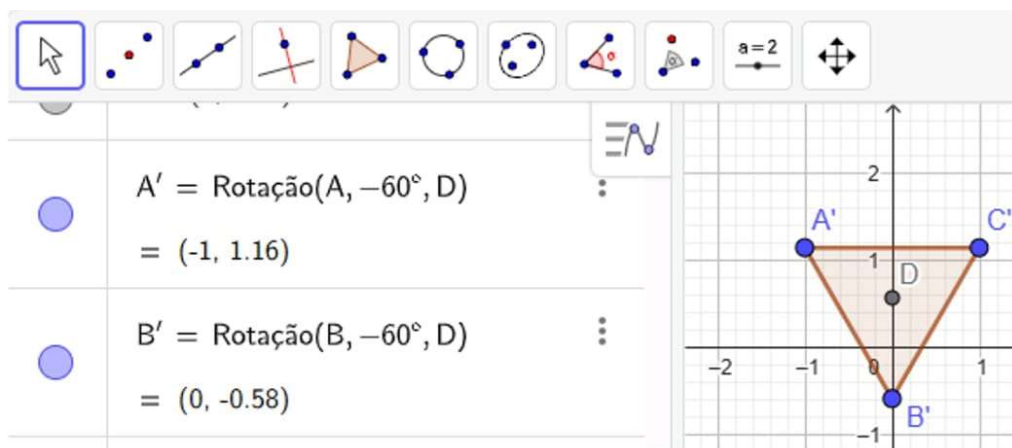 a=2
A′ = Rotação(A, −60°, D)
= (-1, 1.16)
B′ = Rotação(B, −60°, D)
= (0, -0.58)
2
A'
C'
1
D
−2
−1
0
1
B'
−1